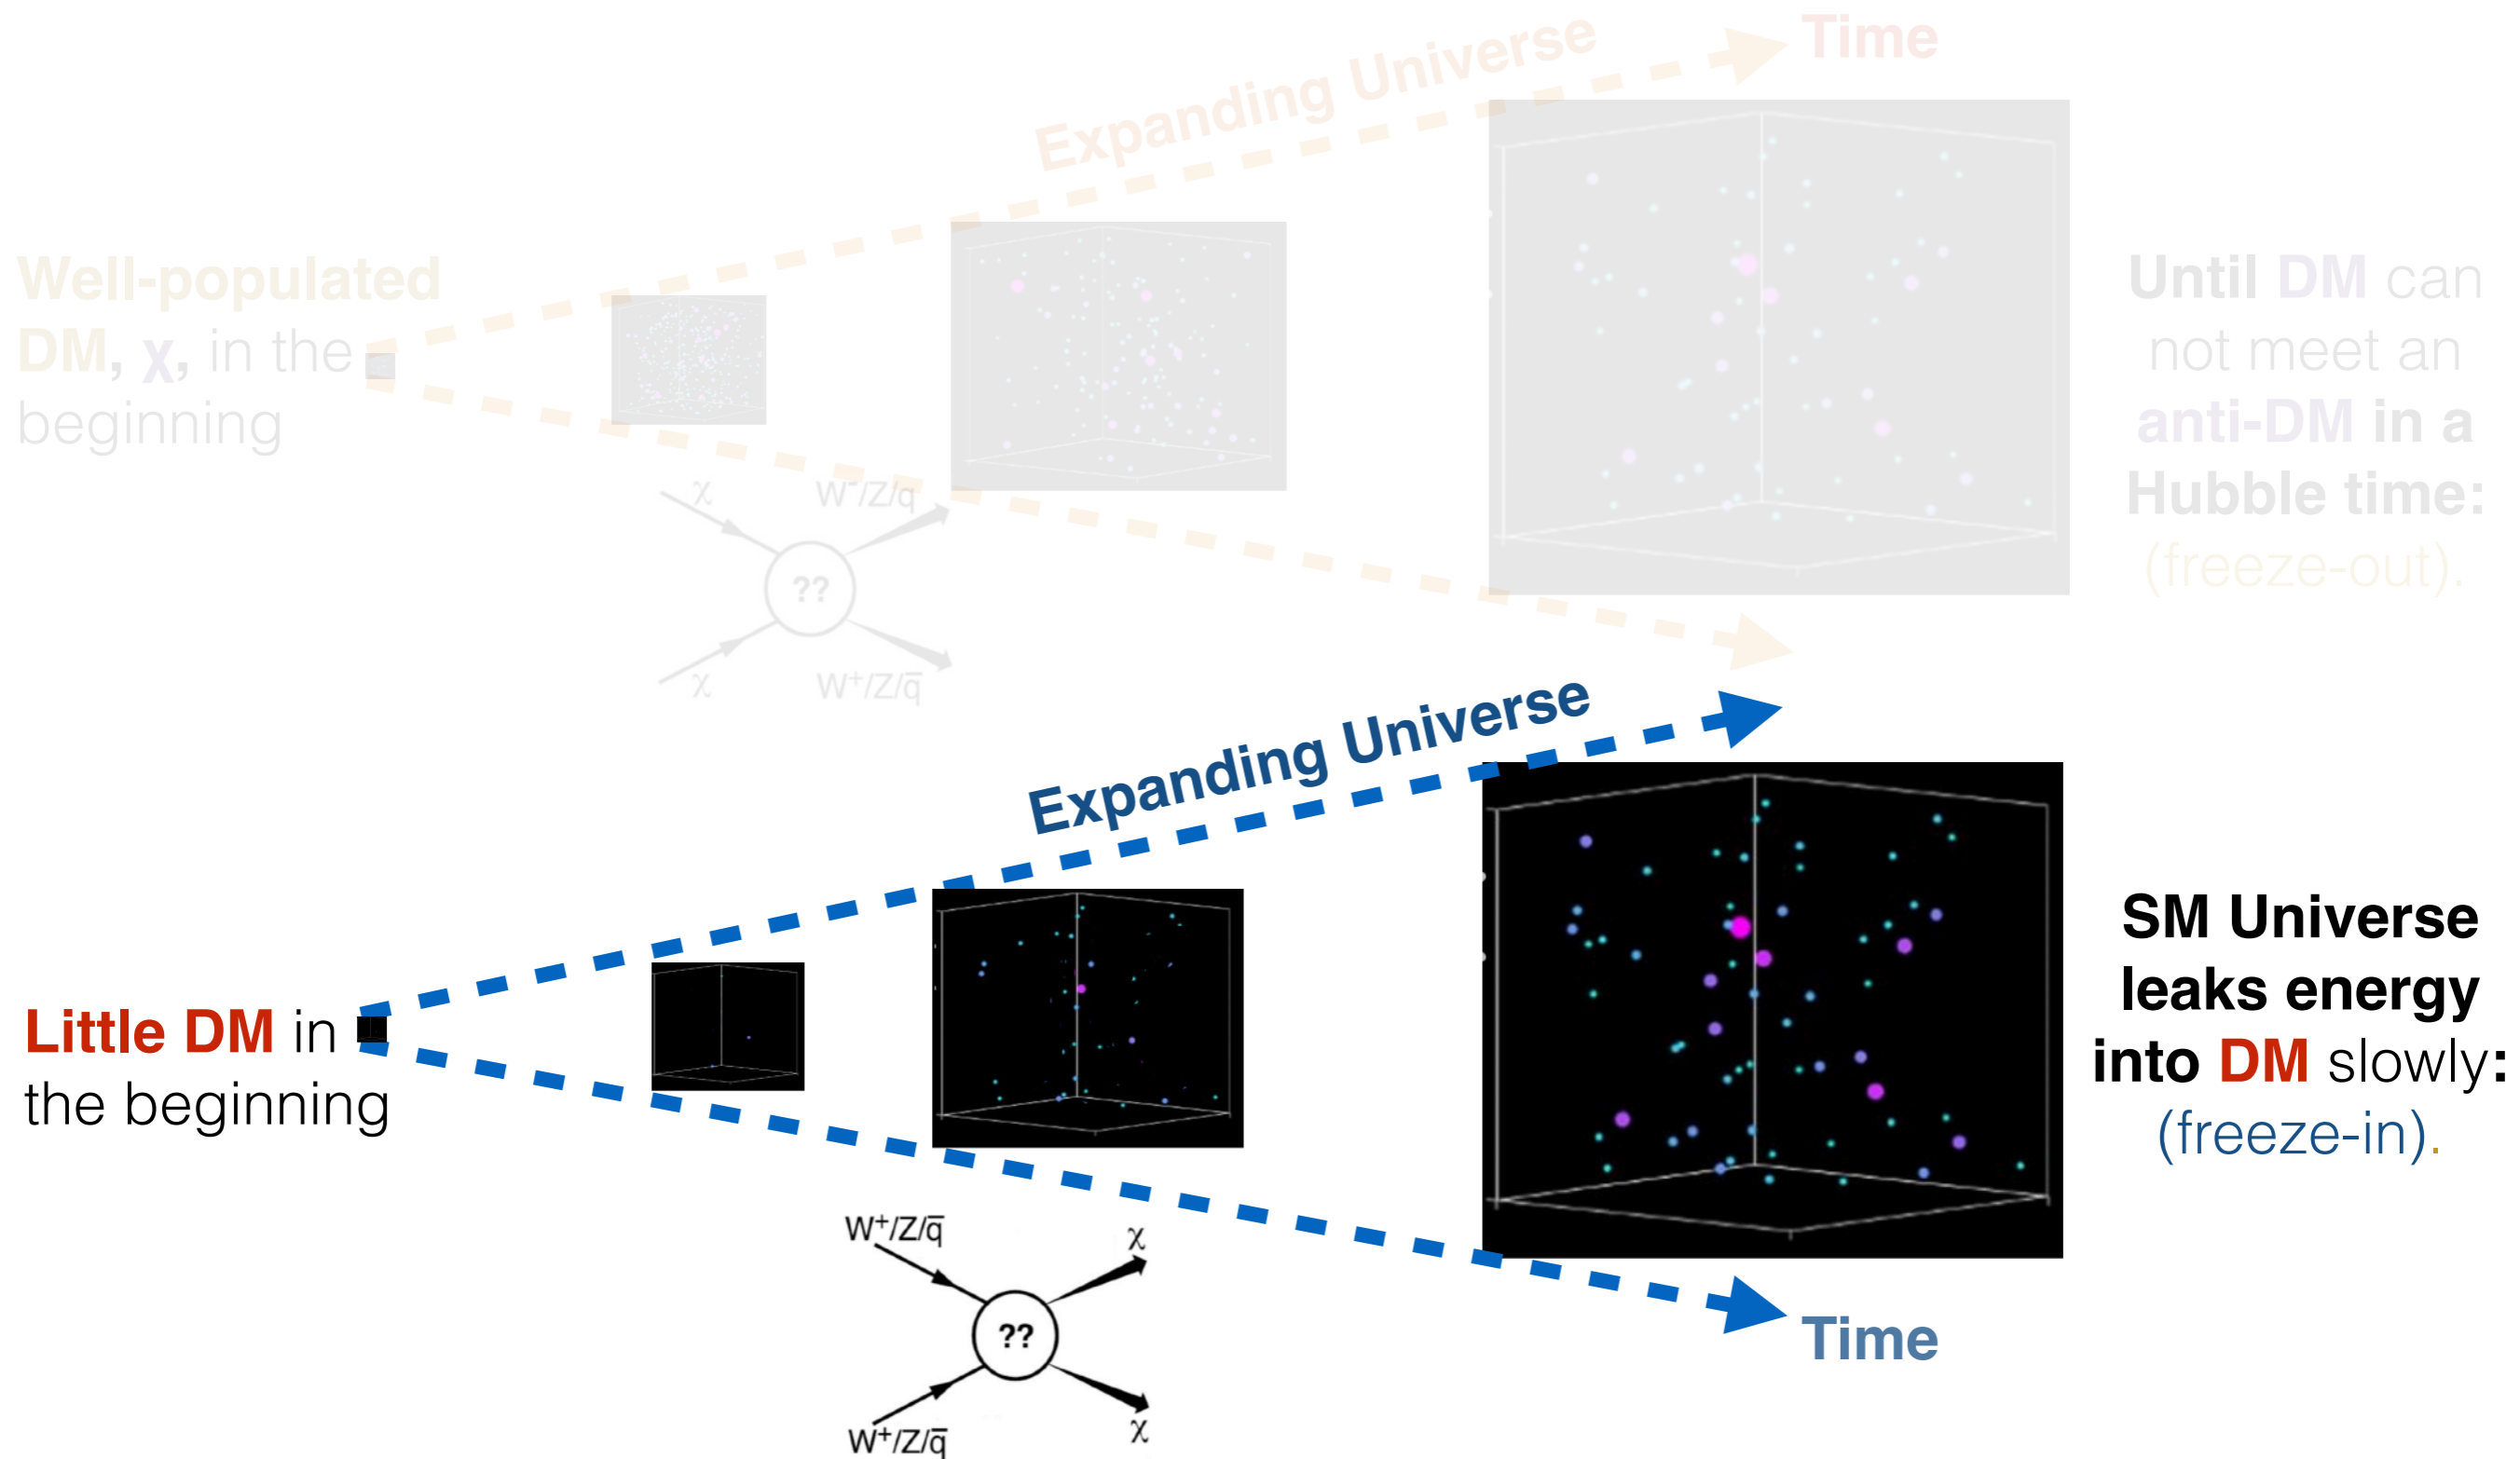 Expanding Universe
Time
Well-populated
DM, χ, in the
beginning
Until DM can
not meet an
anti-DM in a
Hubble time:
(freeze-out).
χ
W⁻/Z/q
??
χ
W⁺/Z/q̅
Expanding Universe
Little DM in
the beginning
SM Universe
leaks energy
into DM slowly:
(freeze-in).
W⁺/Z/q̅
χ
??
W⁺/Z/q̅
χ
Time